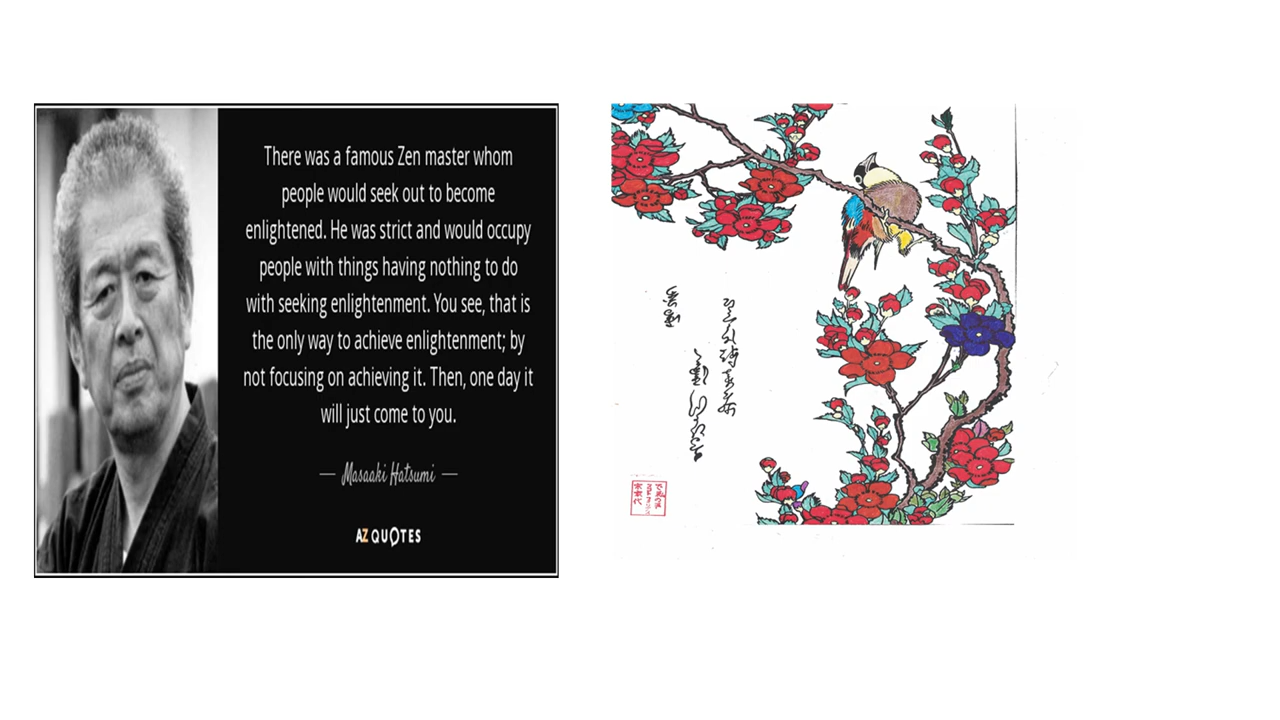 There was a famous Zen master whom
people would seek out to become
enlightened. He was strict and would occupy
people with things having nothing to do
with seeking enlightenment. You see, that is
the only way to achieve enlightenment; by
not focusing on achieving it. Then, one day it
will just come to you.
— Masaaki Hatsumi —
AZ QUOTES